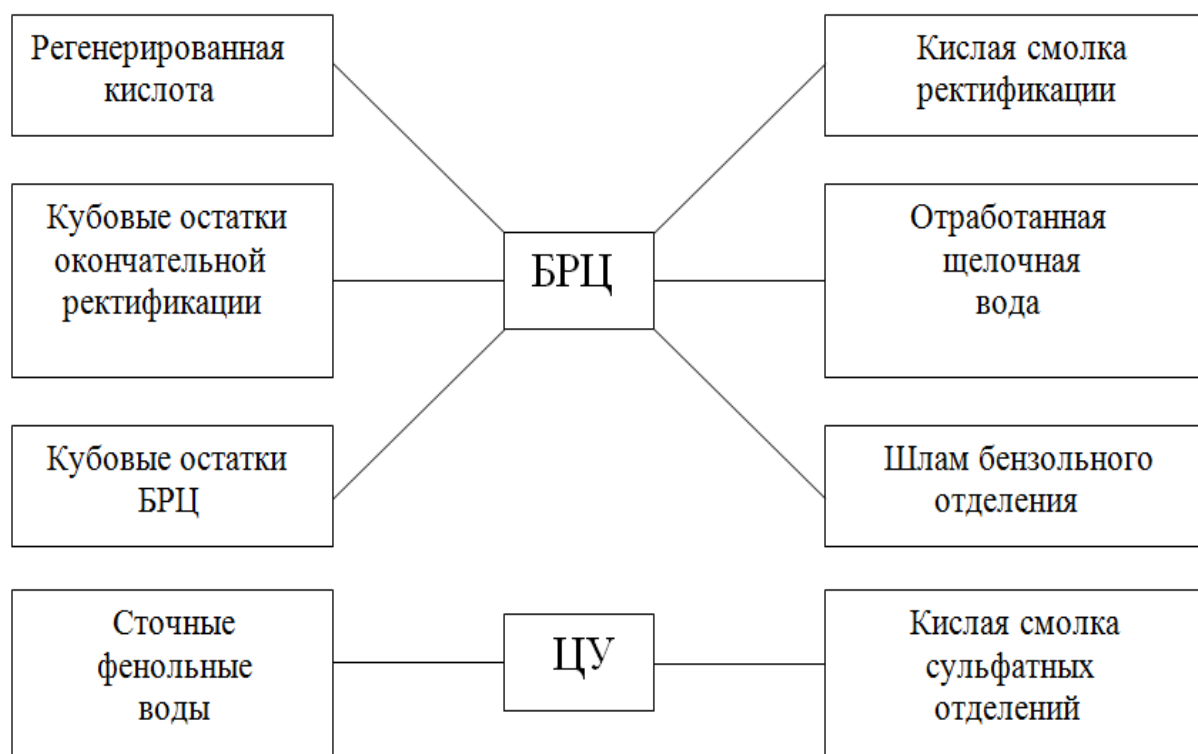 Регенерированная
кислота
Кислая смолка
ректификации
Кубовые остатки
окончательной
ректификации
БРЦ
Отработанная
щелочная
вода
Кубовые остатки
БРЦ
Шлам бензольного
отделения
Сточные
фенольные
воды
ЦУ
Кислая смолка
сульфатных
отделений